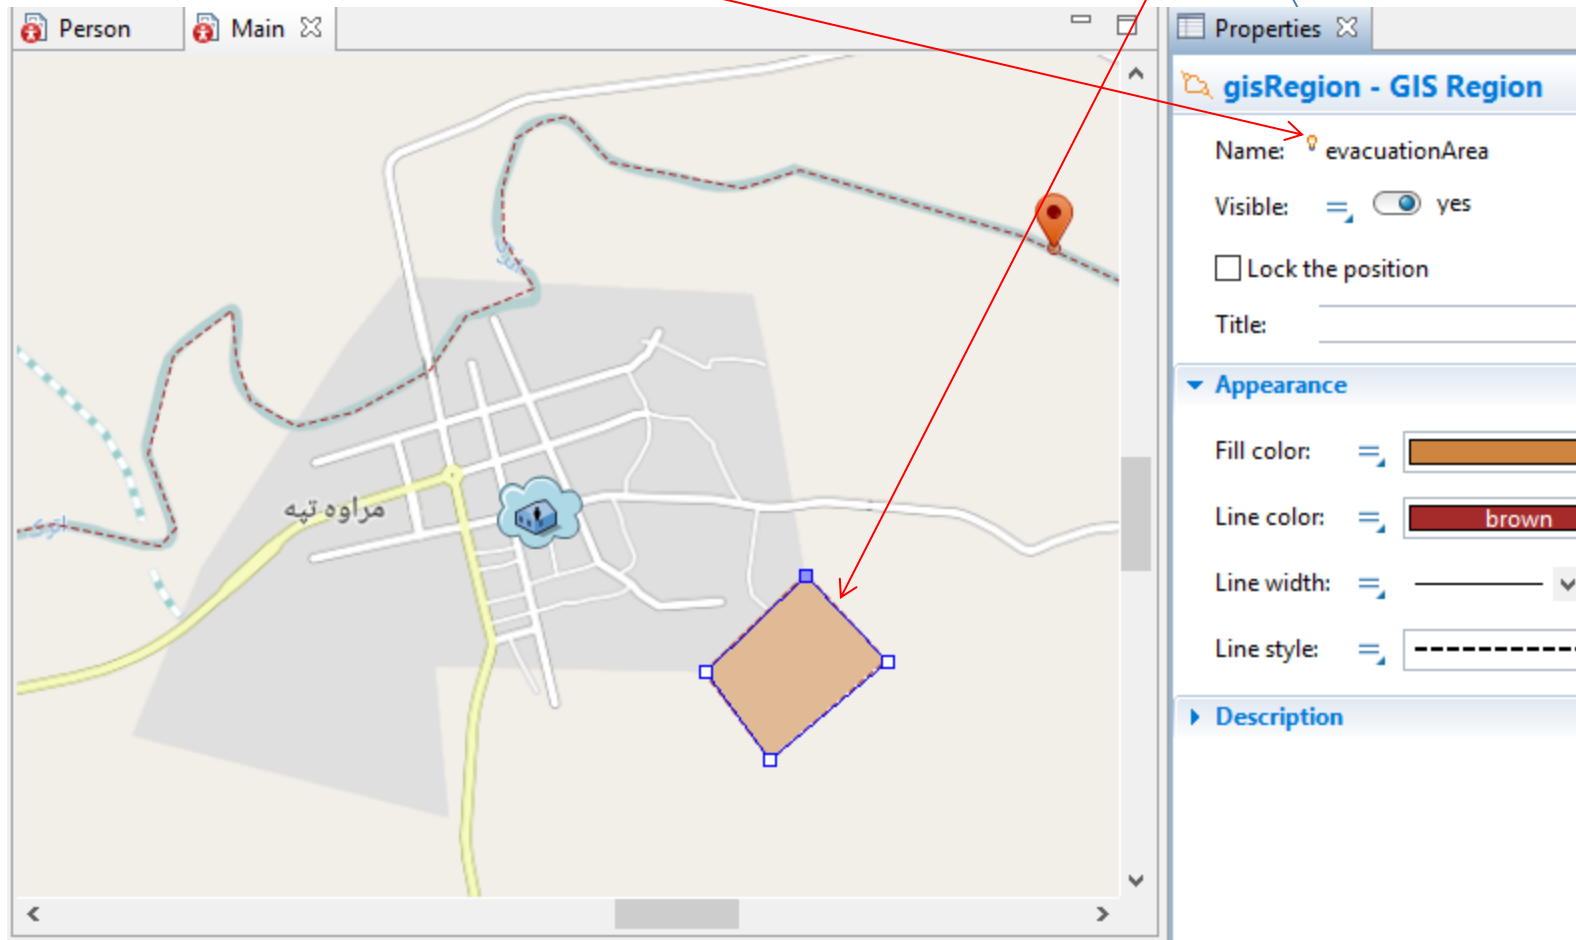 Person
Main
Properties
gisRegion - GIS Region
Name: evacuationArea
Visible: yes
Lock the position
Title:
Appearance
Fill color:
Line color: brown
Line width:
Line style:
Description
مراوه تپه